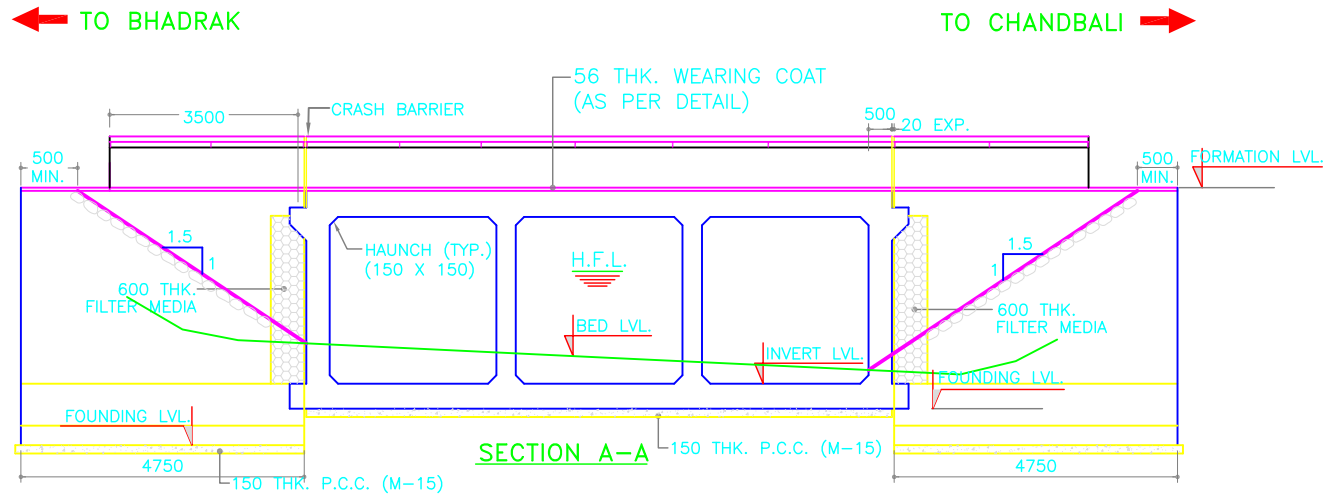 TO BHADRAK
TO CHANDBALI
56 THK. WEARING COAT
(AS PER DETAIL)
3500
CRASH BARRIER
500
20 EXP.
500
MIN.
500
MIN.
FORMATION LVL.
1.5
1
HAUNCH (TYP.)
(150 X 150)
H.F.L.
1.5
1
600 THK.
FILTER MEDIA
600 THK.
FILTER MEDIA
BED LVL.
INVERT LVL.
FOUNDING LVL.
FOUNDING LVL.
SECTION A-A
150 THK. P.C.C. (M-15)
4750
4750
150 THK. P.C.C. (M-15)